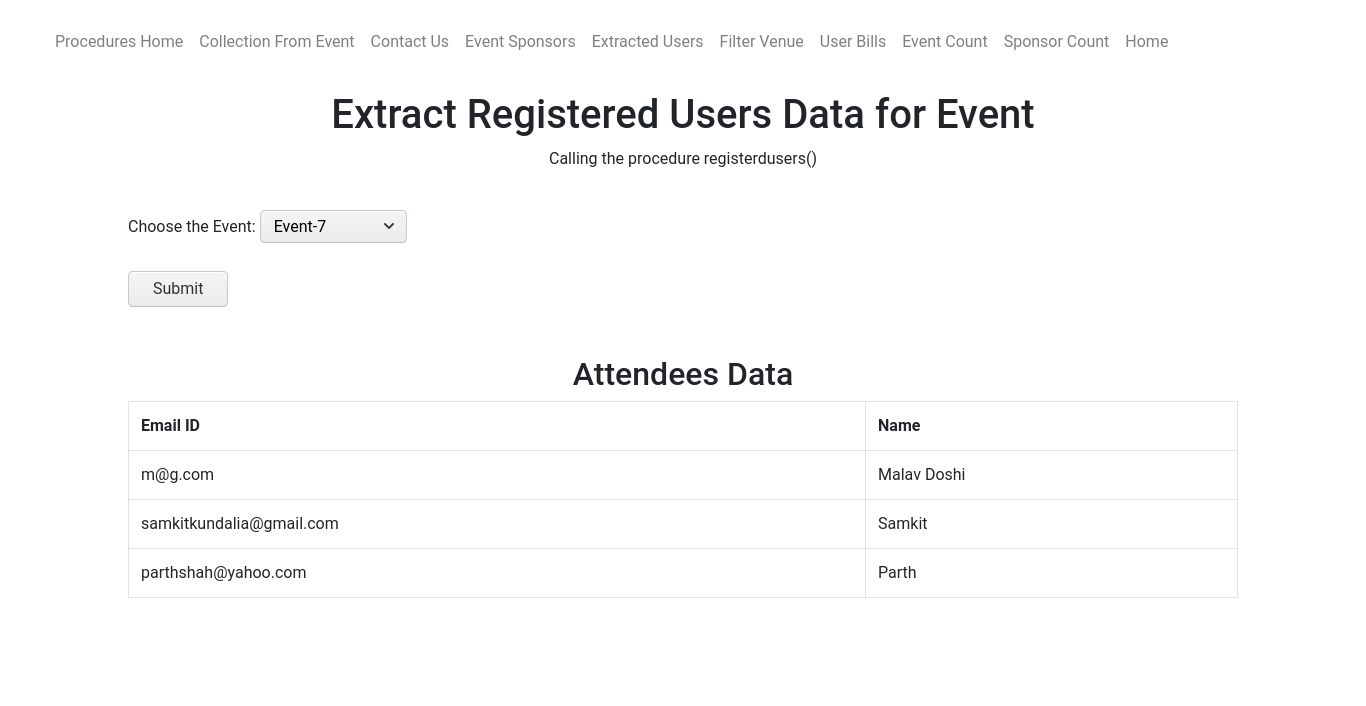 Procedures Home Collection From Event Contact Us Event Sponsors Extracted Users Filter Venue User Bills Event Count Sponsor Count Home
Extract Registered Users Data for Event
Calling the procedure registerdusers()
Choose the Event: Event-7
Submit
Attendees Data
Email ID Name
m@g.com Malav Doshi
samkitkundalia@gmail.com Samkit
parthshah@yahoo.com Parth